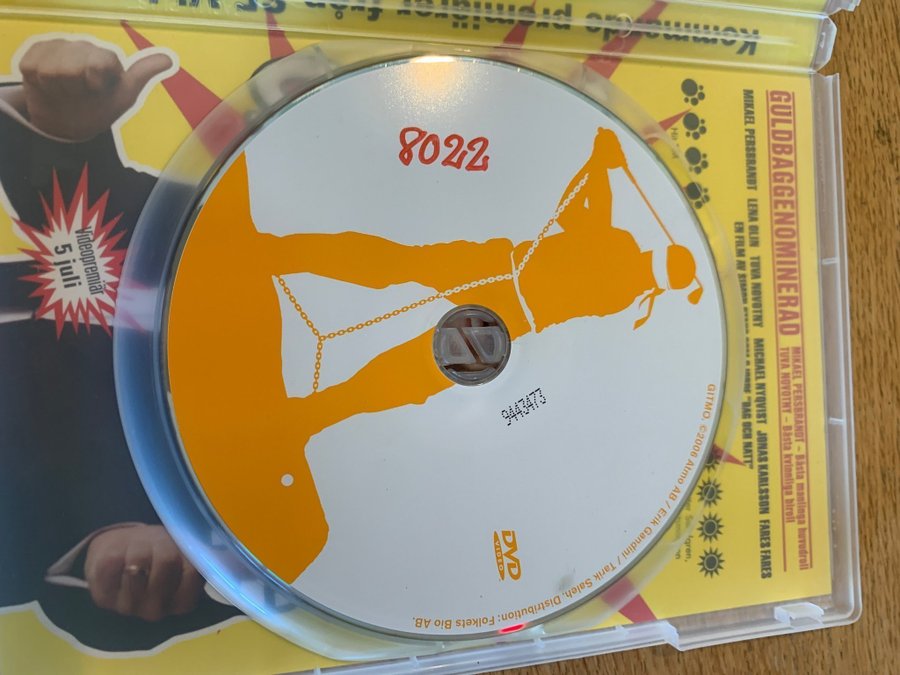 8022
9443473
GITMO. ©2006 Atmo AB / Erik Gandini / Tarik Saleh. Distribution: Folkets Bio AB.
DVD
VIDEO
Kommande premiärer från
GULDBAGGENOMINERAD
MIKAEL PERSBRANDT – Bästa manliga huvudroll
TUVA NOVOTNY – Bästa kvinnliga biroll
MIKAEL PERSBRANDT LENA OLIN TUVA NOVOTNY MICHAEL NYQVIST JONAS KARLSSON FARES FARES
EN FILM AV "DAG OCH NATT"
Videopremiär
5 juli